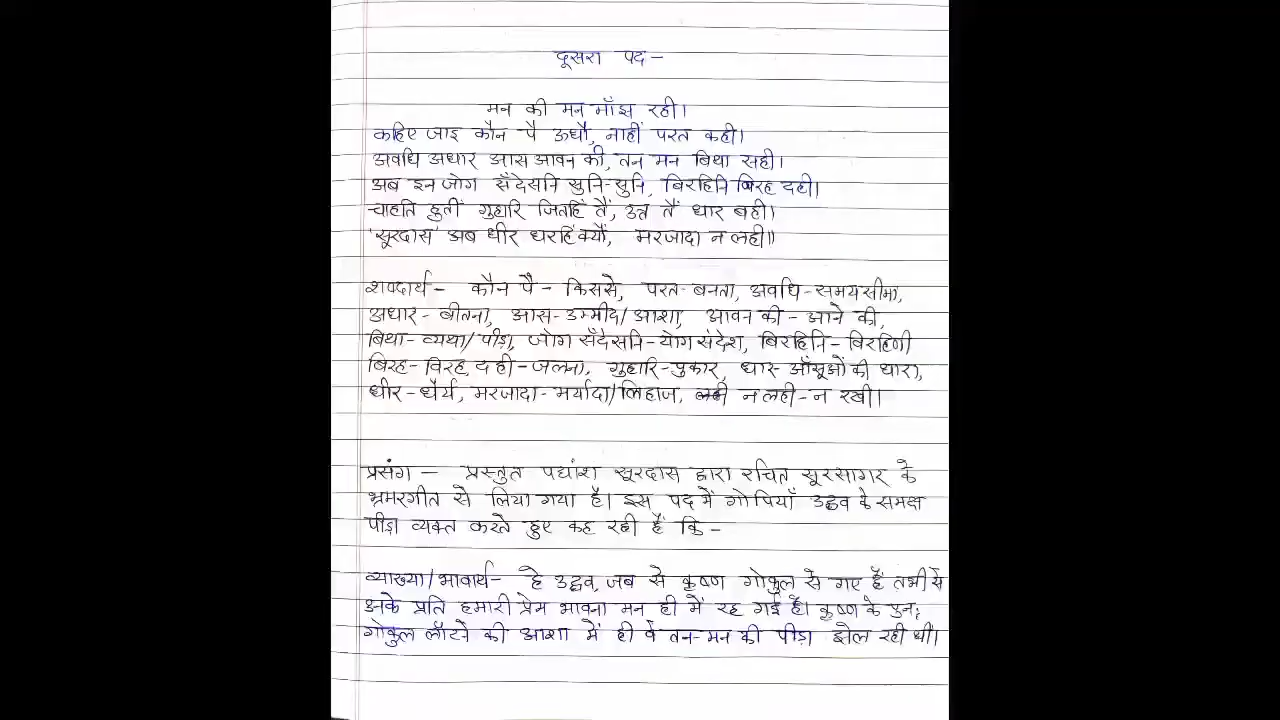 दूसरा पद -
मन की मन माँझ रही।
कहिए जाइ कौन पै ऊधौ, नाहीं परत कही।
अवधि अधार आस आवन की, तन मन बिथा सही।
अब इन जोग सँदेसनि सुनि-सुनि, बिरहिनि बिरह दही।
चाहति हुतीं गुहारि जितहिं तैं, उत तैं धार बही।
'सूरदास' अब धीर धरहिं क्यौं, मरजादा न लही॥
शब्दार्थ - कौन पै - किससे, परत-बनता, अवधि-समयसीमा,
अधार - बीतना, आस-उम्मीद/आशा, आवन की - आने की,
बिथा-व्यथा/पीड़ा, जोग सँदेसनि-योग संदेश, बिरहिनि-विरहिणी
बिरह-विरह, दही-जलना, गुहारि-पुकार, धार-आँसूओं की धारा,
धीर-धैर्य, मरजादा-मर्यादा/लिहाज, न लही-न रखी।
प्रसंग - प्रस्तुत पद्यांश सूरदास द्वारा रचित सूरसागर के
भ्रमरगीत से लिया गया है। इस पद में गोपियाँ उद्धव के समक्ष
पीड़ा व्यक्त करते हुए कह रही हैं कि -
व्याख्या/भावार्थ- हे उद्धव, जब से कृष्ण गोकुल से गए हैं तभी से
उनके प्रति हमारी प्रेम भावना मन ही में रह गई है। कृष्ण के पुनः
गोकुल लौटने की आशा में ही वे तन-मन की पीड़ा झेल रही थीं।